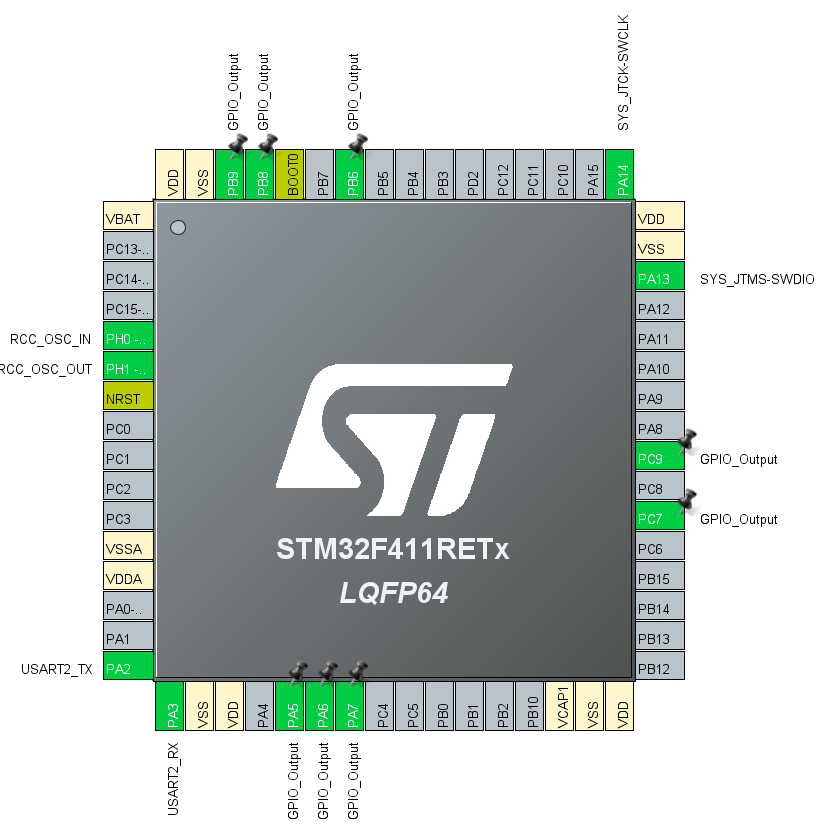 SYS_JTCK-SWCLK
GPIO_Output
GPIO_Output
GPIO_Output
VDD
VSS
PB9
PB8
BOOT0
PB7
PB6
PB5
PB4
PB3
PD2
PC12
PC11
PC10
PA15
PA14
VBAT
PC13-..
PC14-..
PC15-..
RCC_OSC_IN
PH0 -..
RCC_OSC_OUT
PH1 -..
NRST
PC0
PC1
PC2
PC3
VSSA
VDDA
PA0-..
PA1
USART2_TX
PA2
VDD
VSS
PA13
SYS_JTMS-SWDIO
PA12
PA11
PA10
PA9
PA8
PC9
GPIO_Output
PC8
PC7
GPIO_Output
PC6
PB15
PB14
PB13
PB12
ST
STM32F411RETx
LQFP64
PA3
VSS
VDD
PA4
PA5
PA6
PA7
PC4
PC5
PB0
PB1
PB2
PB10
VCAP1
VSS
VDD
USART2_RX
GPIO_Output
GPIO_Output
GPIO_Output